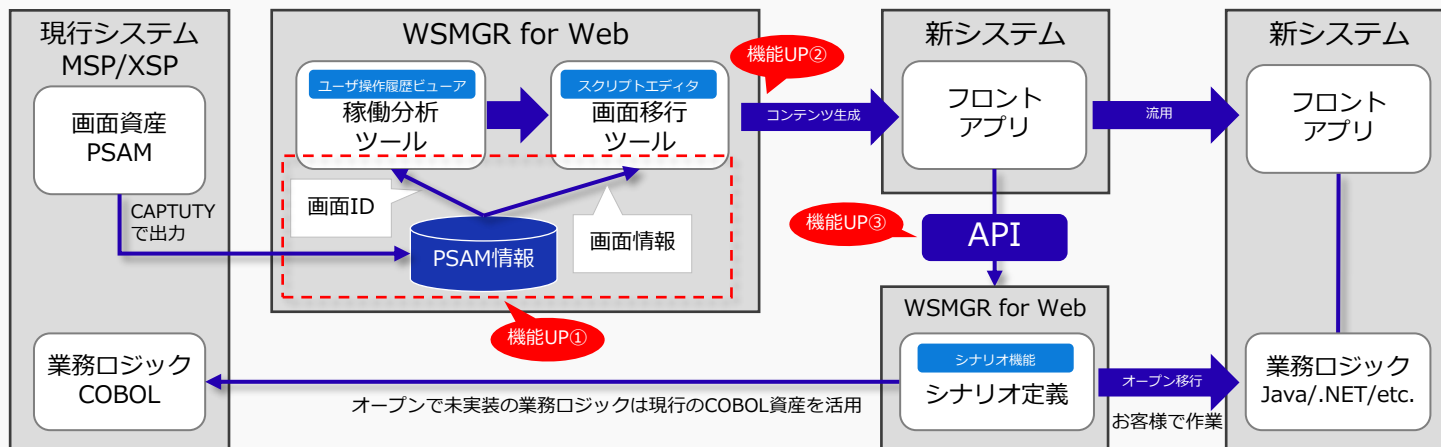 現行システム
MSP/XSP
画面資産
PSAM
CAPTUTY
で出力
業務ロジック
COBOL
WSMGR for Web
ユーザ操作履歴ビューア
稼働分析
ツール
スクリプトエディタ
画面移行
ツール
画面ID
画面情報
PSAM情報
機能UP①
機能UP②
コンテンツ生成
新システム
フロント
アプリ
流用
新システム
フロント
アプリ
機能UP③
API
WSMGR for Web
シナリオ機能
シナリオ定義
オープンで未実装の業務ロジックは現行のCOBOL資産を活用
オープン移行
お客様で作業
業務ロジック
Java/.NET/etc.